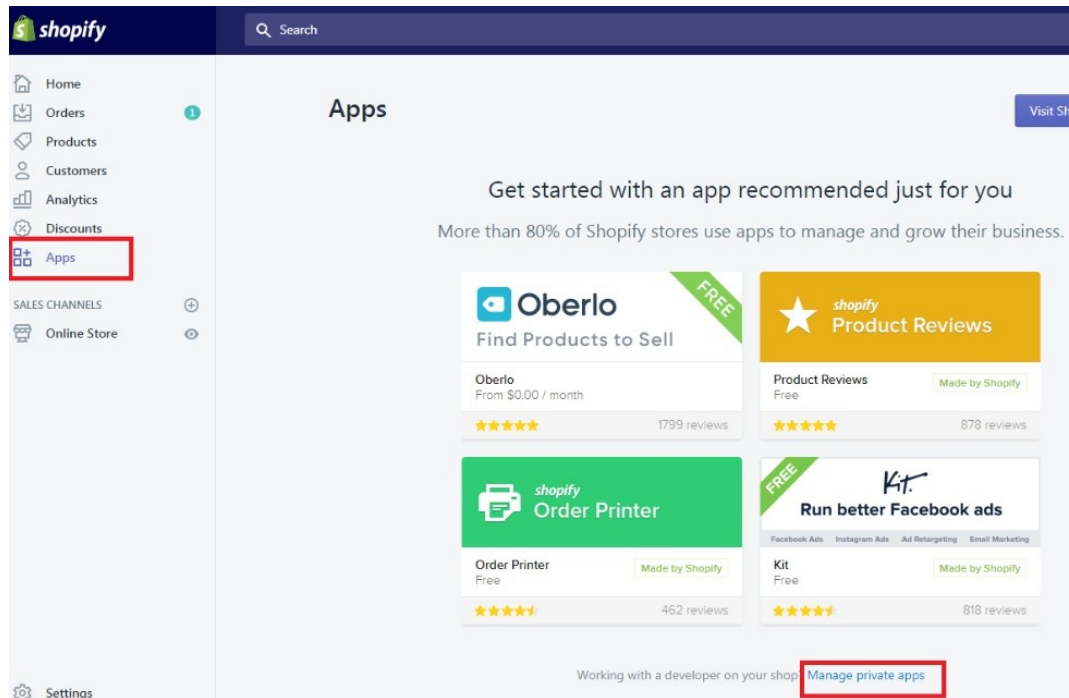 shopify
Search
Home
Orders 1
Products
Customers
Analytics
Discounts
Apps
SALES CHANNELS
Online Store
Settings
Apps
Visit Sh
Get started with an app recommended just for you
More than 80% of Shopify stores use apps to manage and grow their business.
Oberlo
FREE
Find Products to Sell
Oberlo
From $0.00 / month
1799 reviews
shopify
Product Reviews
Product Reviews
Made by Shopify
Free
878 reviews
shopify
Order Printer
Order Printer
Made by Shopify
Free
462 reviews
FREE
Kit.
Run better Facebook ads
Facebook Ads Instagram Ads Ad Retargeting Email Marketing
Kit
Made by Shopify
Free
818 reviews
Working with a developer on your shop Manage private apps